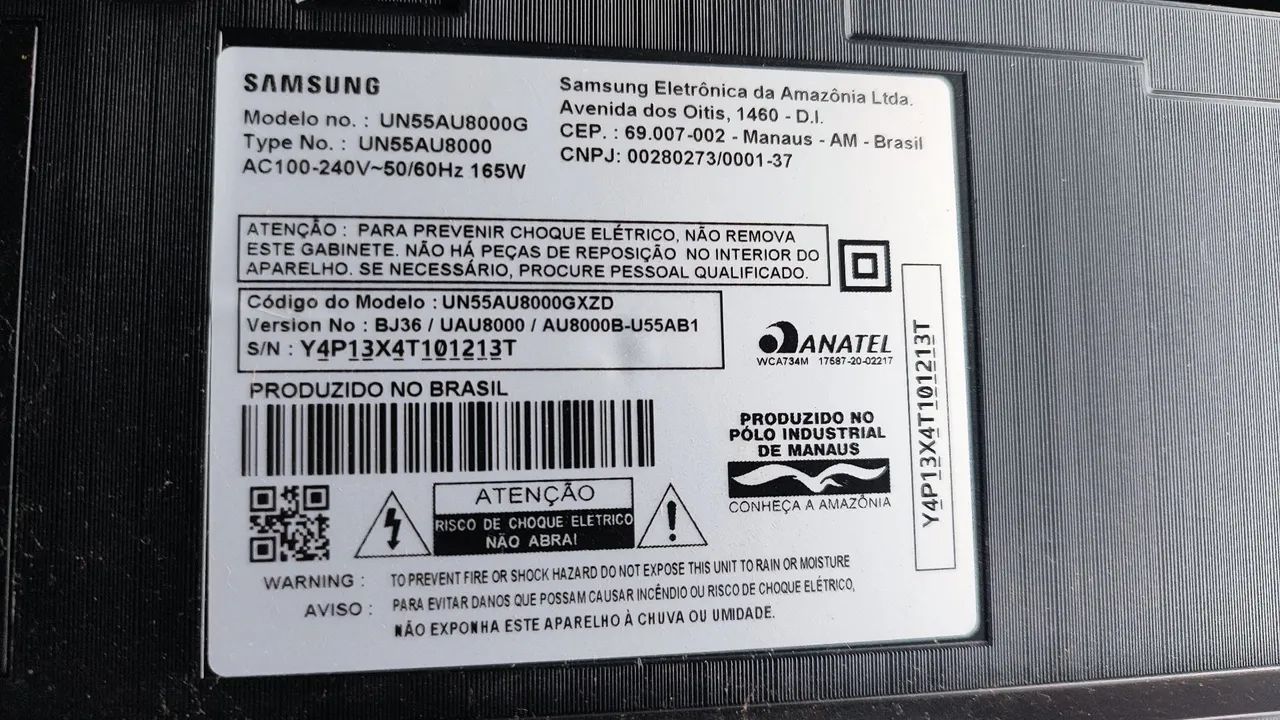 SAMSUNG
Modelo no. : UN55AU8000G
Type No. : UN55AU8000
AC100-240V~50/60Hz 165W
Samsung Eletrônica da Amazônia Ltda.
Avenida dos Oitis, 1460 - D.I.
CEP. : 69.007-002 - Manaus - AM - Brasil
CNPJ: 00280273/0001-37
ATENÇÃO : PARA PREVENIR CHOQUE ELÉTRICO, NÃO REMOVA
ESTE GABINETE. NÃO HÁ PEÇAS DE REPOSIÇÃO NO INTERIOR DO
APARELHO. SE NECESSÁRIO, PROCURE PESSOAL QUALIFICADO.
Código do Modelo : UN55AU8000GXZD
Version No : BJ36 / UAU8000 / AU8000B-U55AB1
S/N : Y4P13X4T101213T
ANATEL
WCA734M 17587-20-02217
Y4P13X4T101213T
PRODUZIDO NO BRASIL
PRODUZIDO NO
PÓLO INDUSTRIAL
DE MANAUS
CONHEÇA A AMAZÔNIA
ATENÇÃO
RISCO DE CHOQUE ELETRICO
NÃO ABRA!
WARNING : TO PREVENT FIRE OR SHOCK HAZARD DO NOT EXPOSE THIS UNIT TO RAIN OR MOISTURE
AVISO : PARA EVITAR DANOS QUE POSSAM CAUSAR INCÊNDIO OU RISCO DE CHOQUE ELÉTRICO,
NÃO EXPONHA ESTE APARELHO À CHUVA OU UMIDADE.